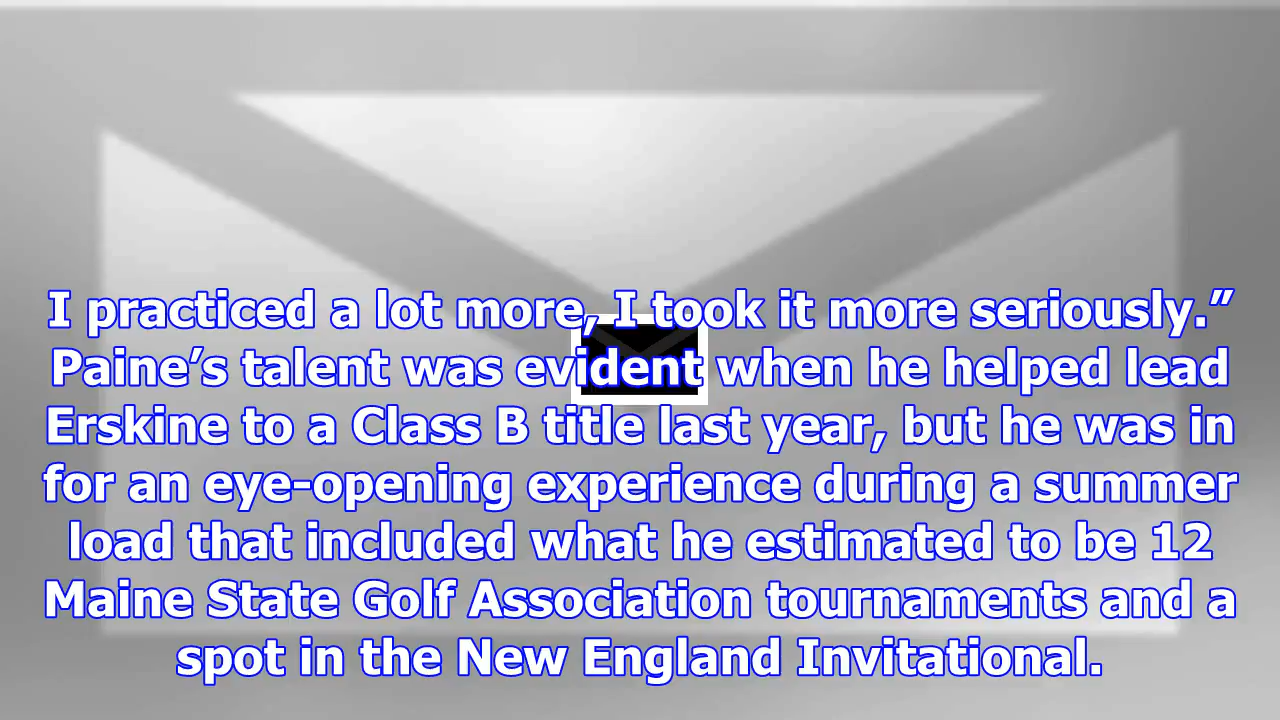 I practiced a lot more, I took it more seriously.”
Paine’s talent was evident when he helped lead
Erskine to a Class B title last year, but he was in
for an eye-opening experience during a summer
load that included what he estimated to be 12
Maine State Golf Association tournaments and a
spot in the New England Invitational.